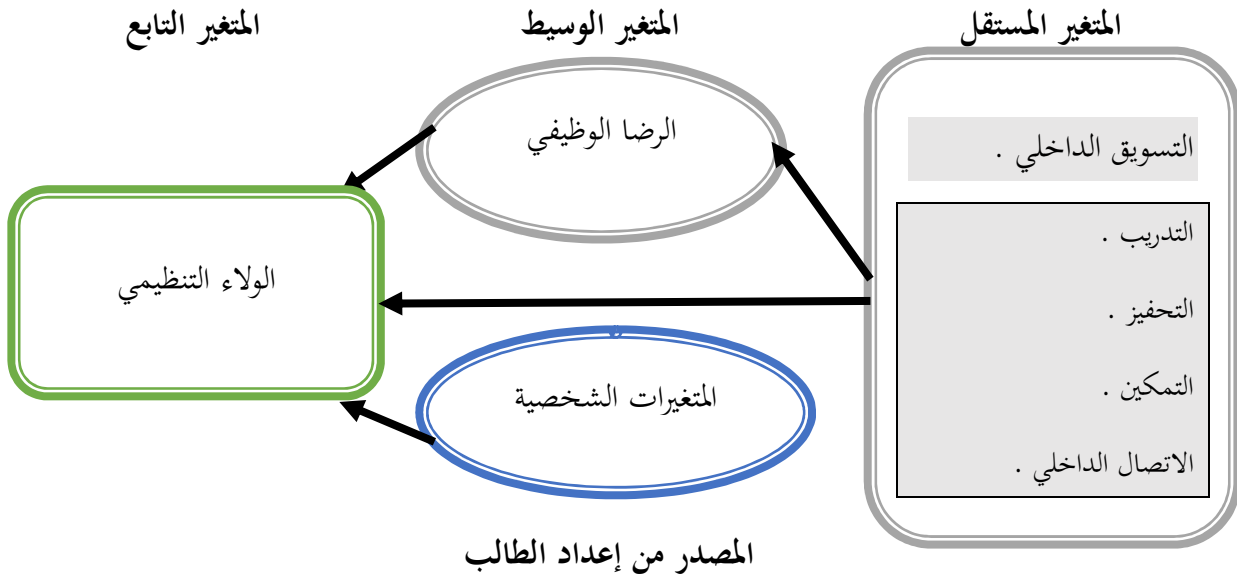 المتغير المستقل
المتغير الوسيط
المتغير التابع
التسويق الداخلي .
التدريب .
التحفيز .
التمكين .
الاتصال الداخلي .
الرضا الوظيفي
المتغيرات الشخصية
الولاء التنظيمي
المصدر من إعداد الطالب